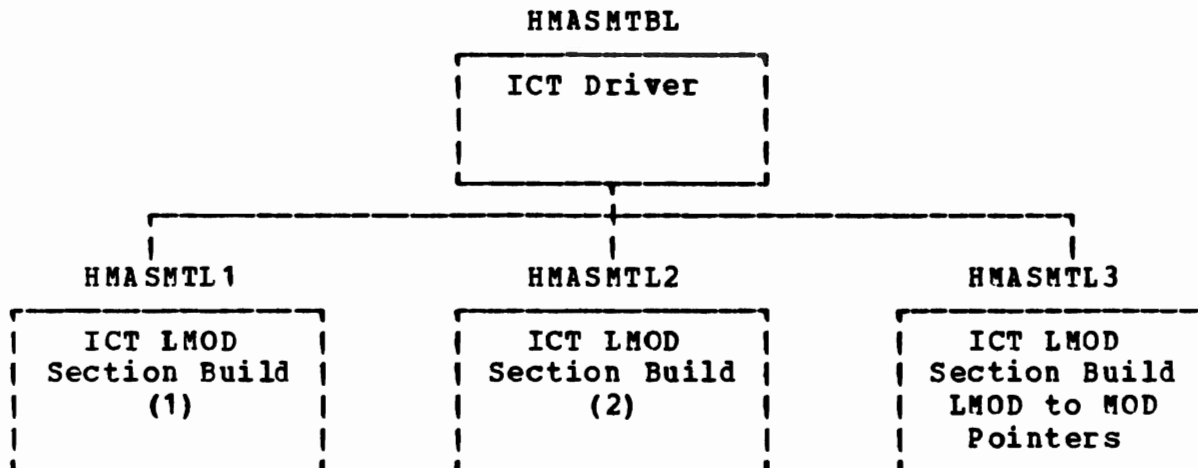 HMASMTBL
ICT Driver
HMASMTL1
HMASMTL2
HMASMTL3
ICT LMOD
Section Build
(1)
ICT LMOD
Section Build
(2)
ICT LMOD
Section Build
LMOD to MOD
Pointers